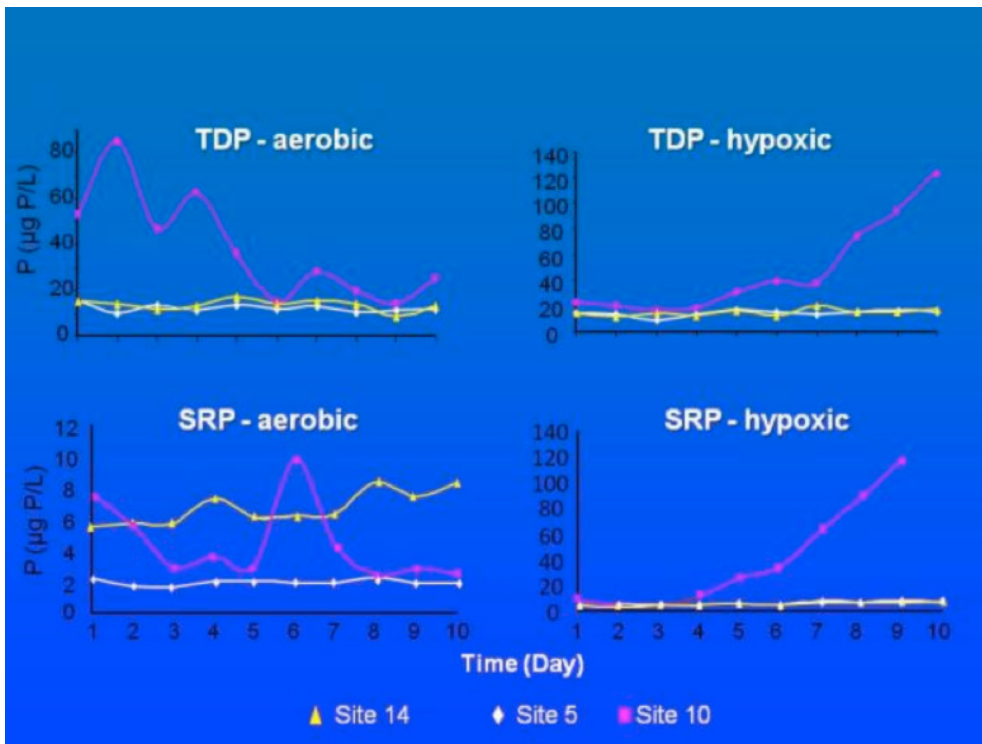 TDP - aerobic
80
60
40
20
0
P (µg P/L)
TDP - hypoxic
140
120
100
80
60
40
20
0
SRP - aerobic
12
10
8
6
4
2
0
P (µg P/L)
1 2 3 4 5 6 7 8 9 10
SRP - hypoxic
140
120
100
80
60
40
20
0
1 2 3 4 5 6 7 8 9 10
Time (Day)
Site 14 Site 5 Site 10